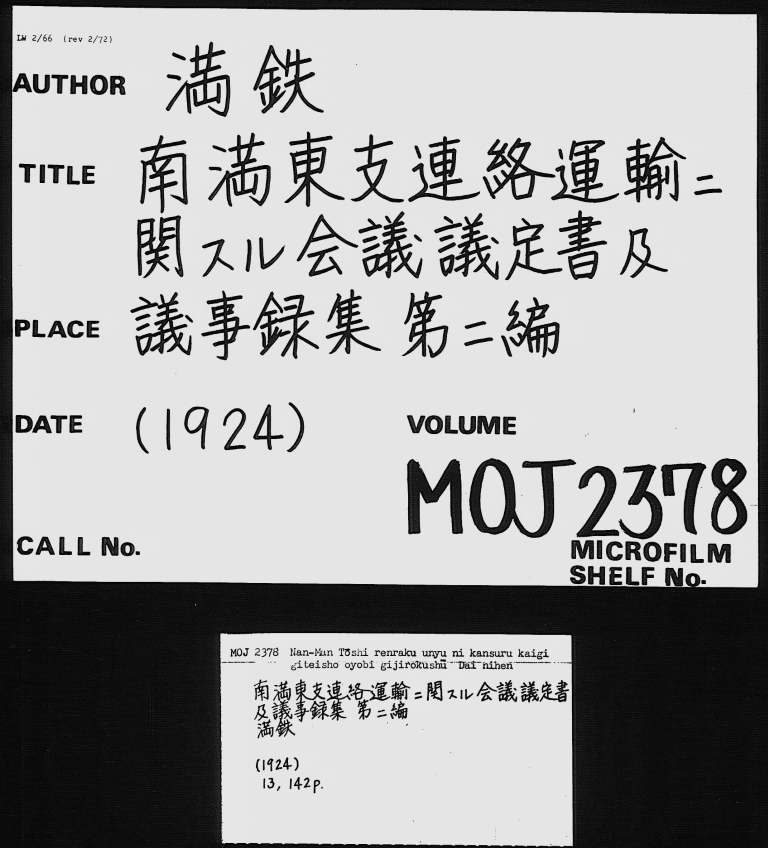 LW 2/66 (rev 2/72)
AUTHOR 満鉄
TITLE 南満東支連絡運輸ニ
関スル会議議定書及
PLACE 議事録集 第二編
DATE (1924)
VOLUME
MOJ 2378
CALL No.
MICROFILM
SHELF No.
MOJ 2378 Nan-Man Tōshi renraku unyu ni kansuru kaigi
giteisho oyobi gijirokushū Dai nihen
南満東支連絡運輸ニ関スル会議議定書
及議事録集 第二編
満鉄
(1924)
13, 142p.